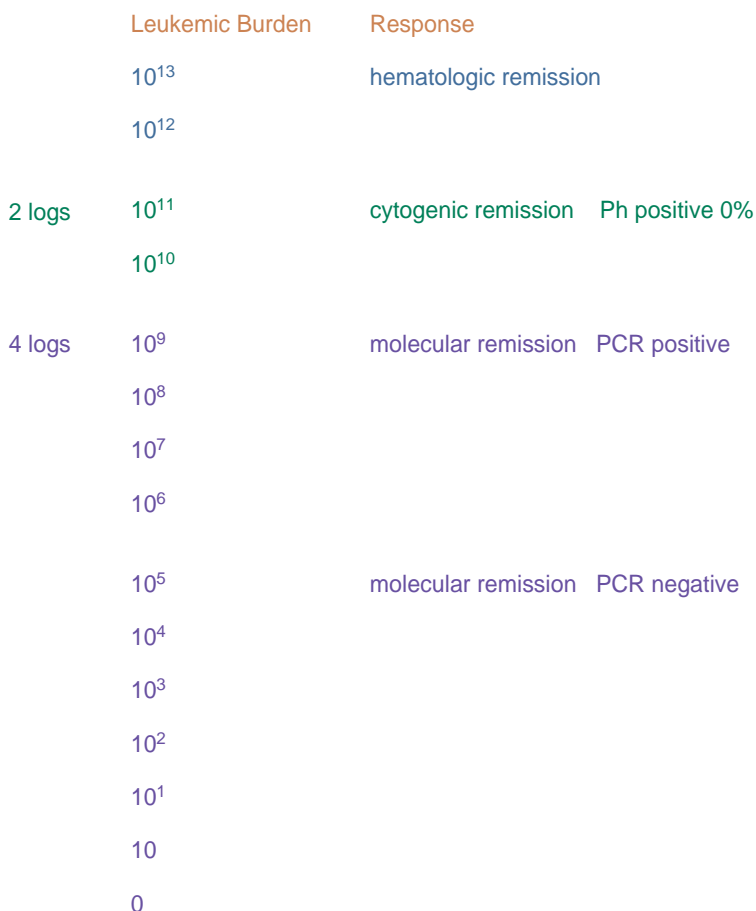 Leukemic Burden Response
10¹³ hematologic remission
10¹²
2 logs 10¹¹ cytogenic remission Ph positive 0%
10¹⁰
4 logs 10⁹ molecular remission PCR positive
10⁸
10⁷
10⁶
10⁵ molecular remission PCR negative
10⁴
10³
10²
10¹
10
0